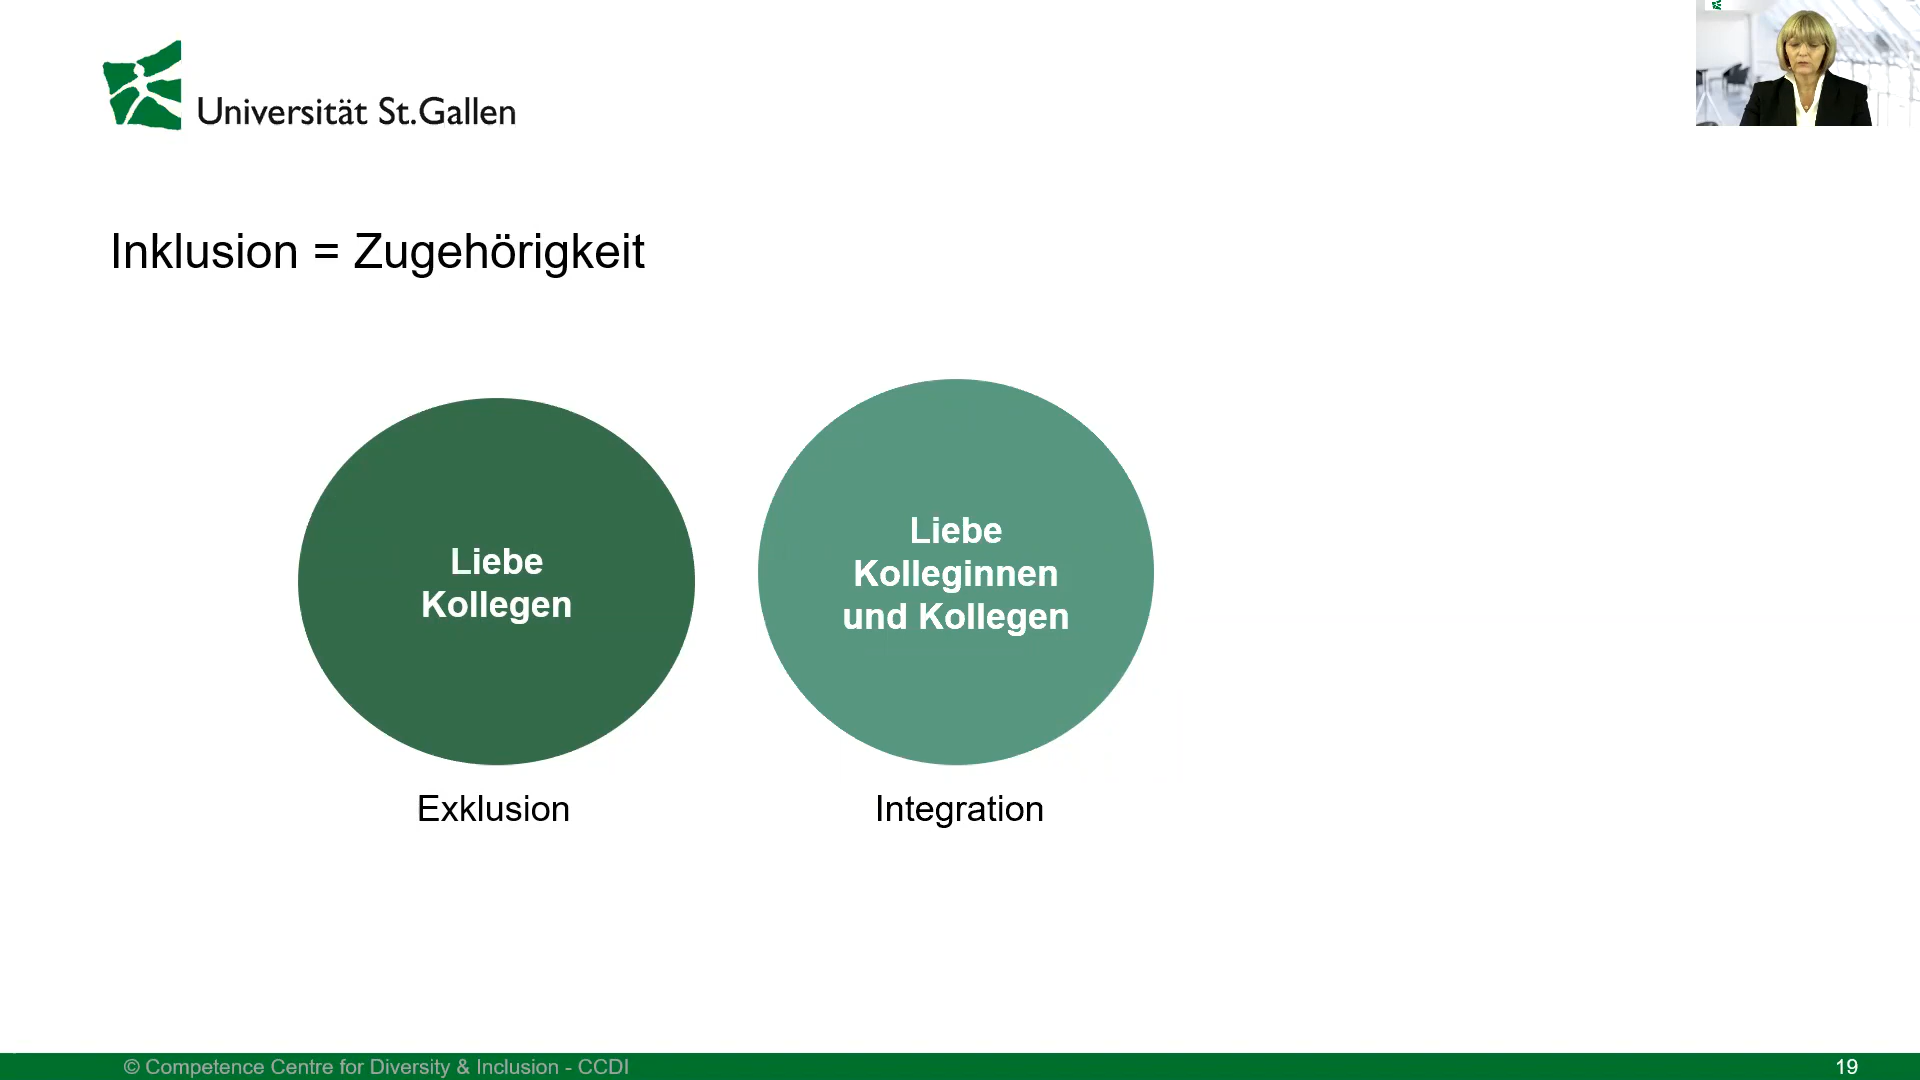 Universität St.Gallen
Inklusion = Zugehörigkeit
Liebe
Kollegen
Exklusion
Liebe
Kolleginnen
und Kollegen
Integration
© Competence Centre for Diversity & Inclusion - CCDI
19